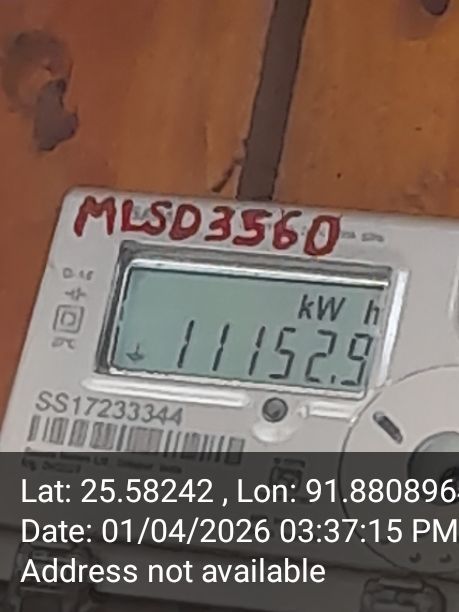 MLSD3560
kW h
11152.9
SS17233344
Lat: 25.58242 , Lon: 91.8808964
Date: 01/04/2026 03:37:15 PM
Address not available